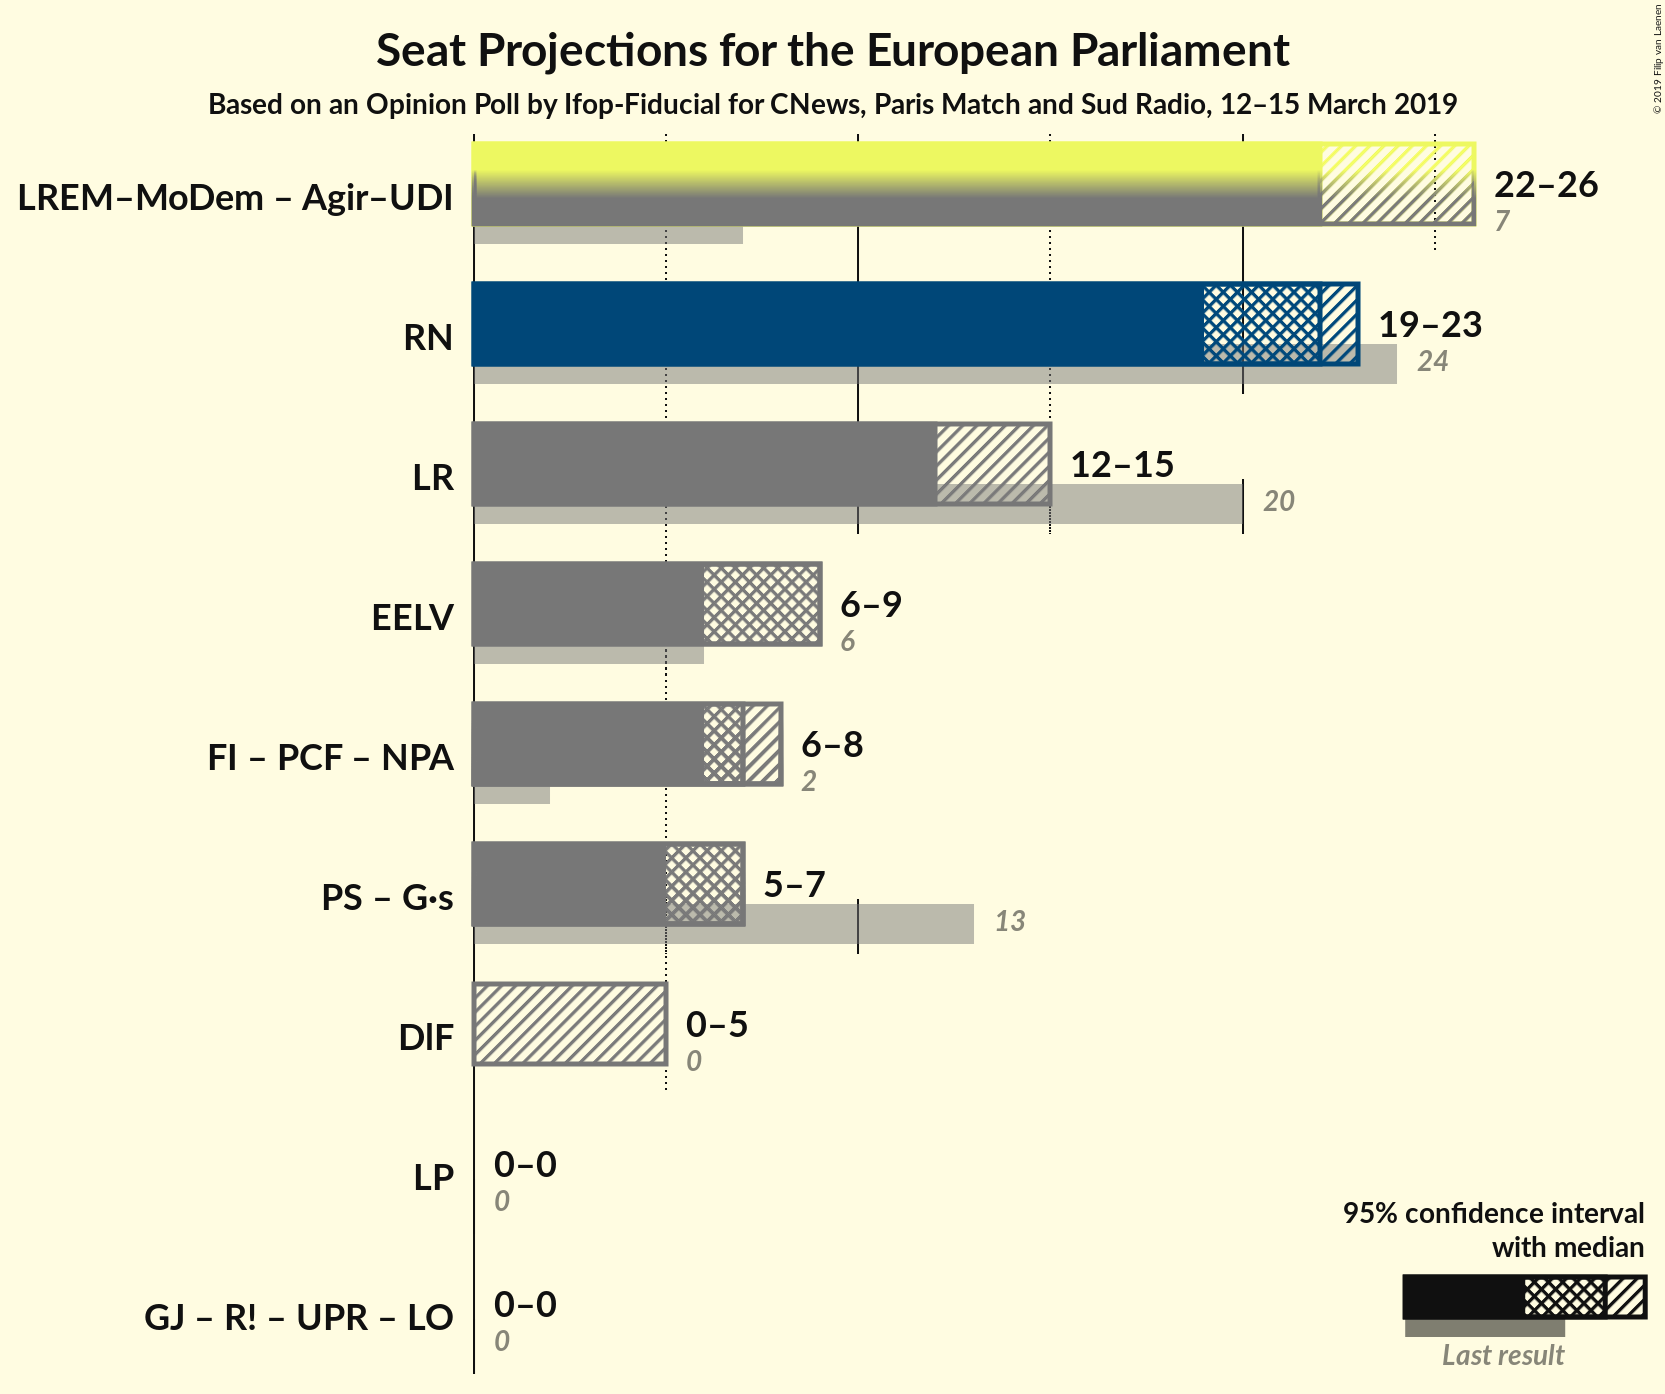 Seat Projections for the European Parliament
Based on an Opinion Poll by Ifop-Fiducial for CNews, Paris Match and Sud Radio, 12–15 March 2019
© 2019 Filip van Laenen
LREM–MoDem – Agir–UDI
22–26
7
RN
19–23
24
LR
12–15
20
EELV
6–9
6
FI – PCF – NPA
6–8
2
PS – G·s
5–7
13
DlF
0–5
0
LP
0–0
0
GJ – R! – UPR – LO
0–0
0
95% confidence interval
with median
Last result